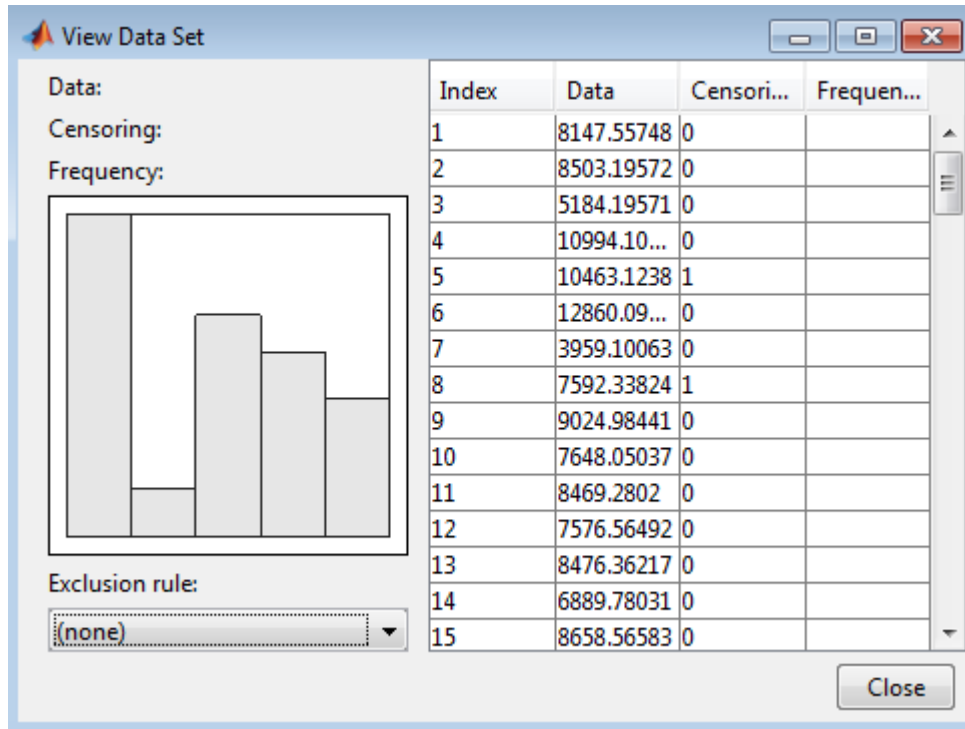 View Data Set
Data:
Censoring:
Frequency:
Exclusion rule:
(none)
Index Data Censori... Frequen...
1 8147.55748 0
2 8503.19572 0
3 5184.19571 0
4 10994.10... 0
5 10463.1238 1
6 12860.09... 0
7 3959.10063 0
8 7592.33824 1
9 9024.98441 0
10 7648.05037 0
11 8469.2802 0
12 7576.56492 0
13 8476.36217 0
14 6889.78031 0
15 8658.56583 0
Close